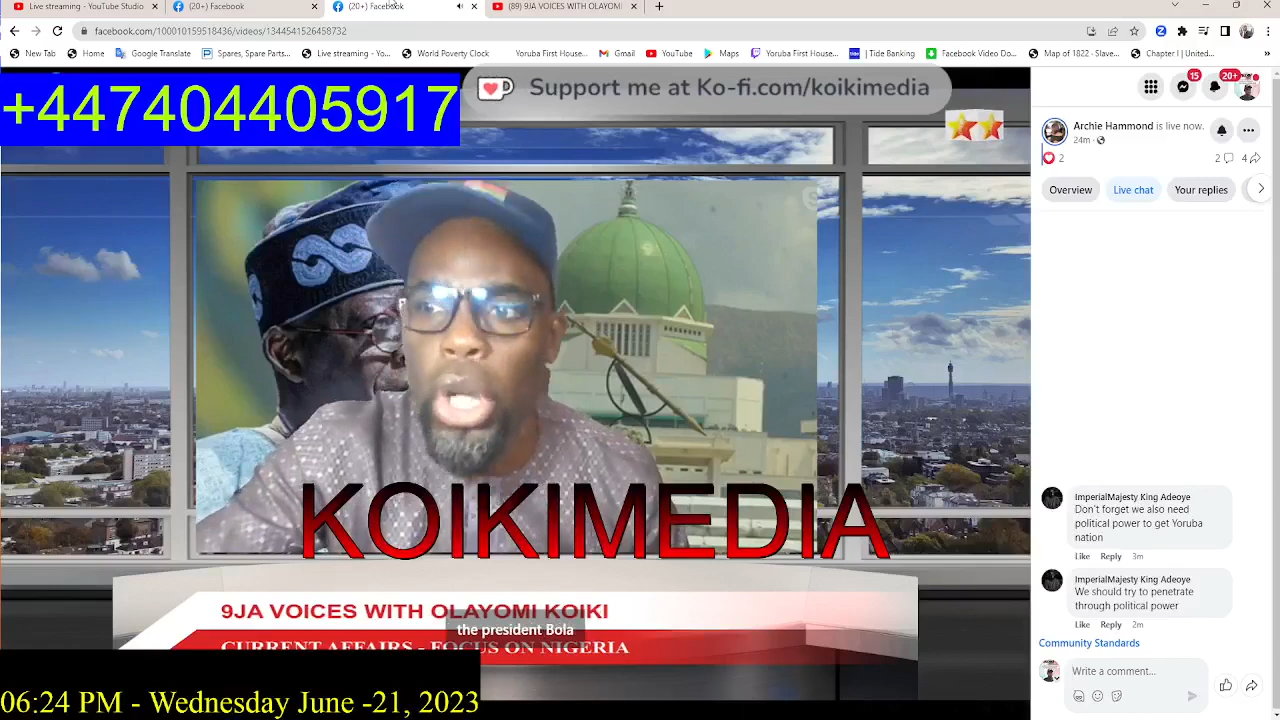 Live streaming - YouTube Studio
(20+) Facebook
(20+) Facebook
(89) 9JA VOICES WITH OLAYOMI
facebook.com/100010159518436/videos/1344541526458732
New Tab
Home
Google Translate
Spares, Spare Parts...
Live streaming - Yo...
World Poverty Clock
Yoruba First House...
Gmail
YouTube
Maps
Yoruba First Hous...
Tide Banking
Facebook Video Do...
Map of 1822 - Slave...
Chapter I | United...
+447404405917
Support me at Ko-fi.com/koikimedia
15
20+
Archie Hammond is live now.
24m
2
2
4
Overview
Live chat
Your replies
KOIKIMEDIA
9JA VOICES WITH OLAYOMI KOIKI
the president Bola
CURRENT AFFAIRS - FOCUS ON NIGERIA
06:24 PM - Wednesday June -21, 2023
ImperialMajesty King Adeoye
Don't forget we also need
political power to get Yoruba
nation
Like Reply 3m
ImperialMajesty King Adeoye
We should try to penetrate
through political power
Like Reply 2m
Community Standards
Write a comment...